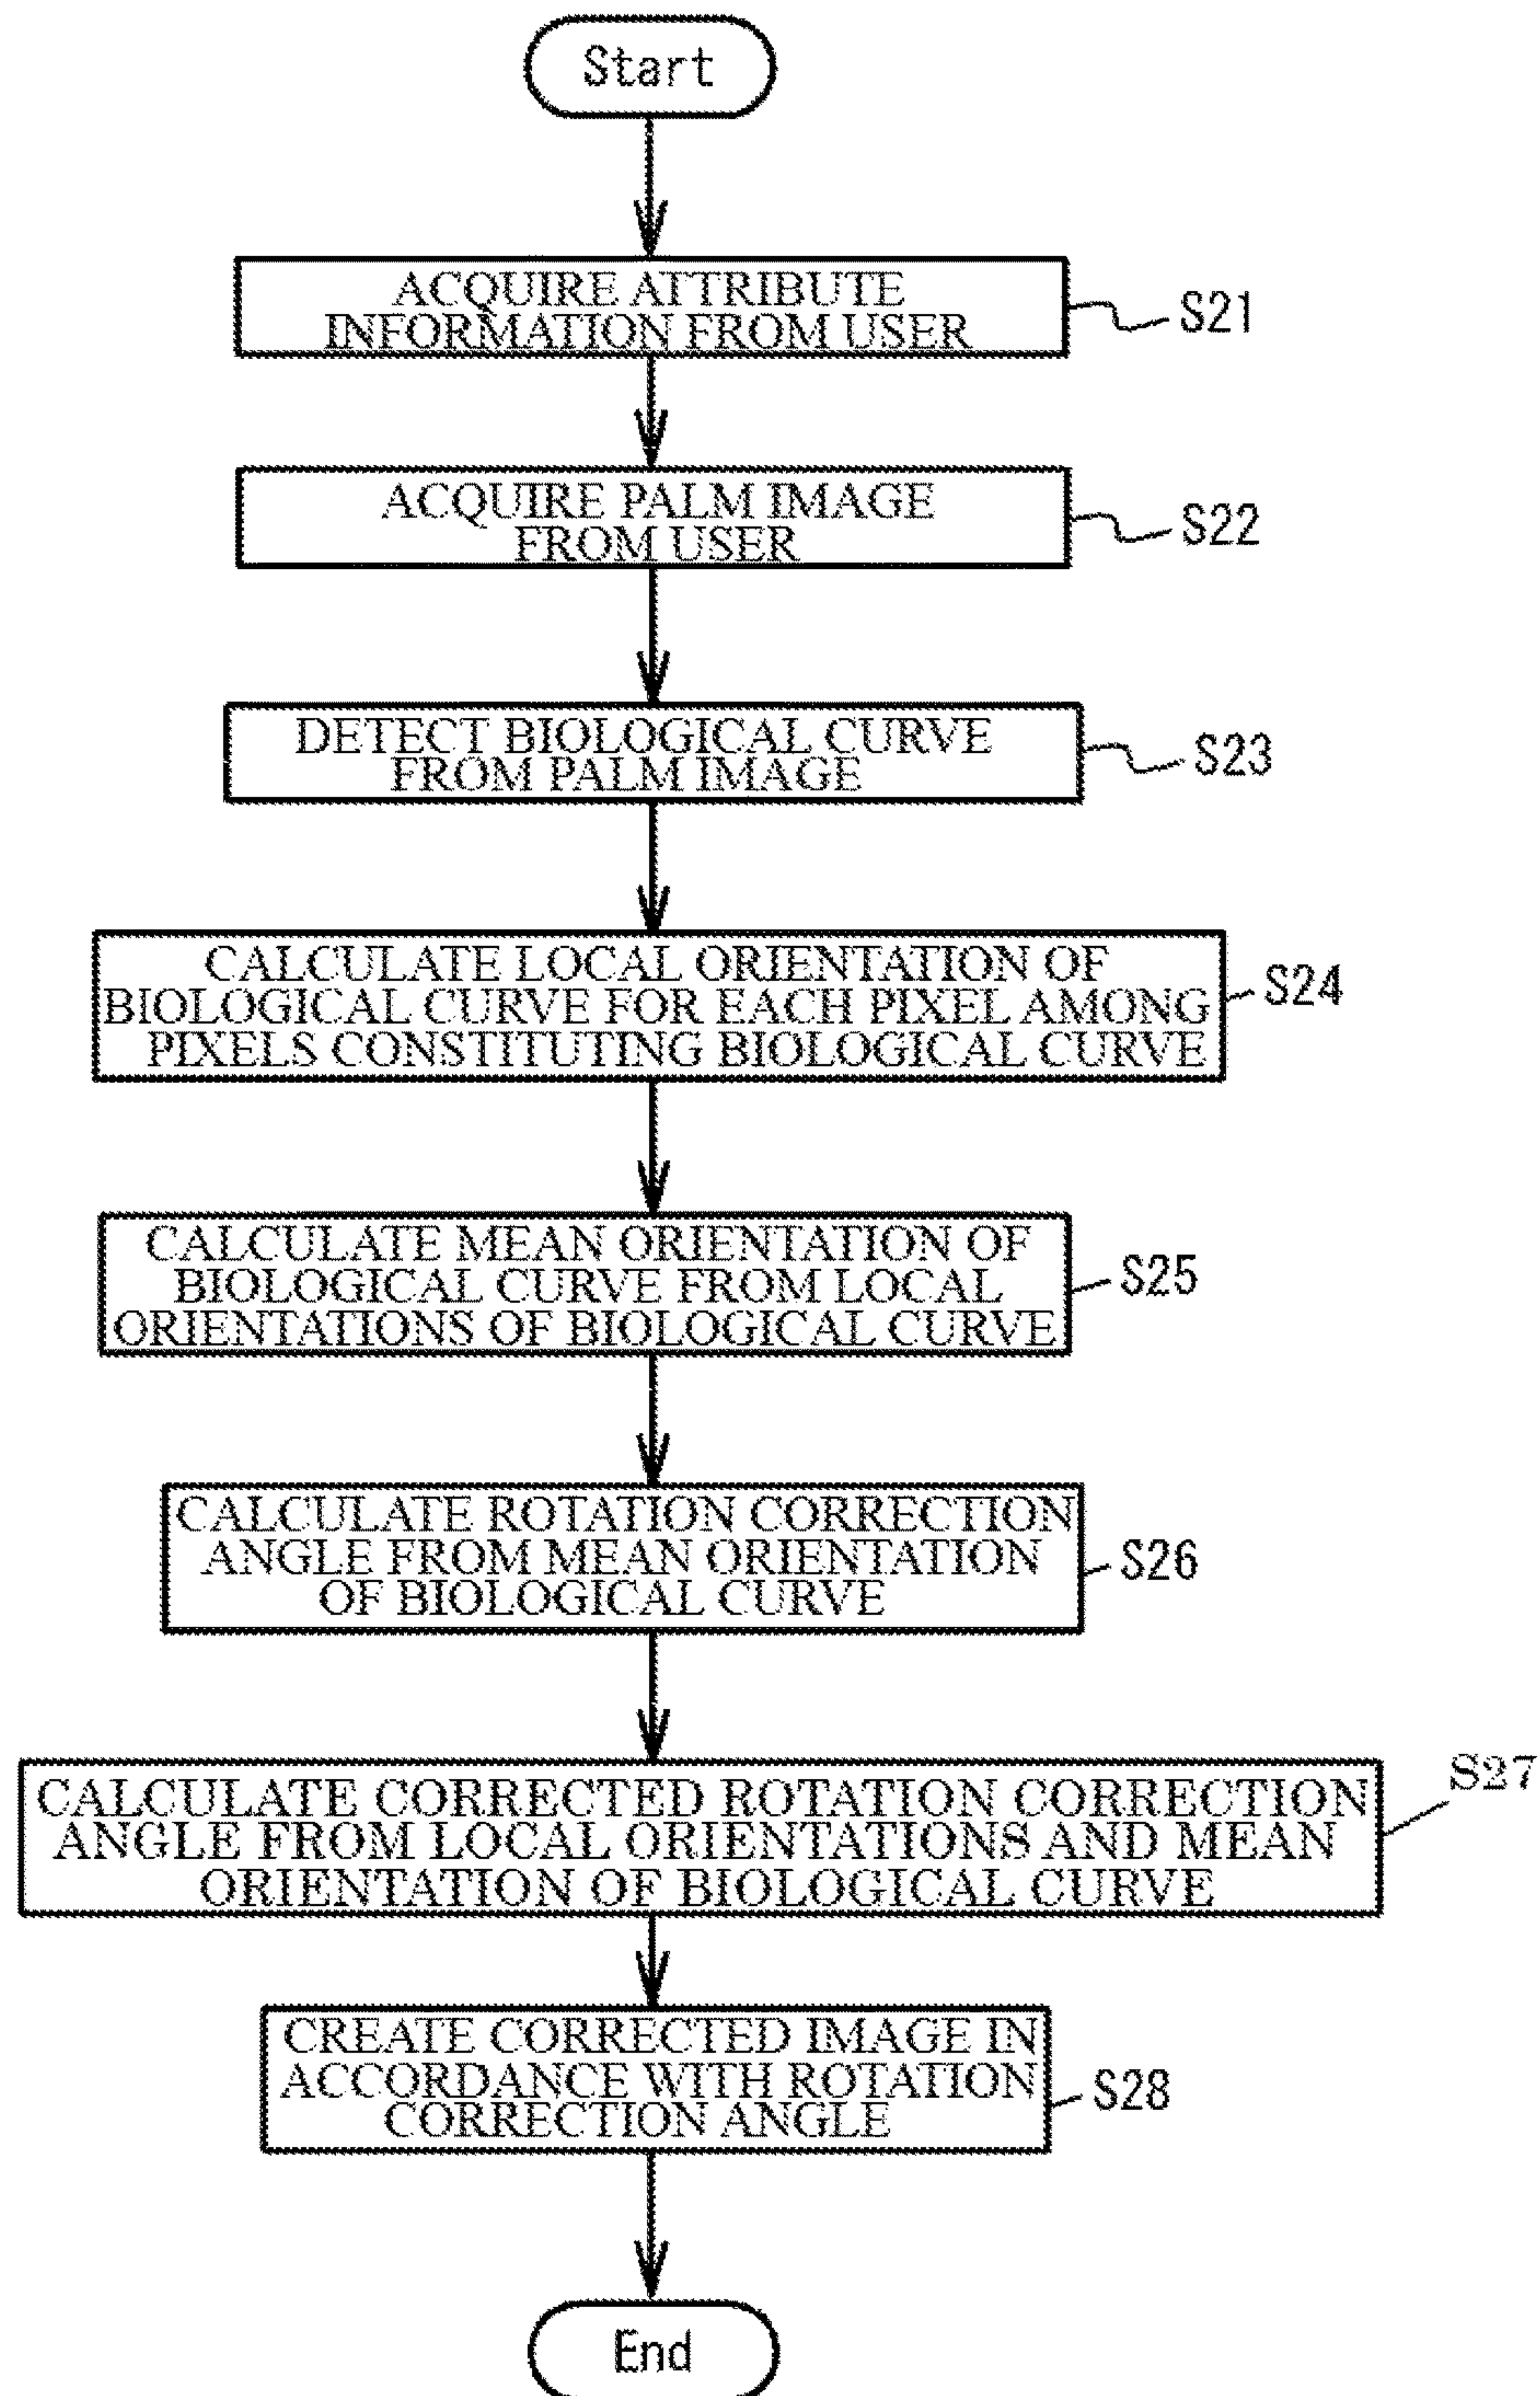 Start
ACQUIRE ATTRIBUTE
INFORMATION FROM USER
S21
ACQUIRE PALM IMAGE
FROM USER
S22
DETECT BIOLOGICAL CURVE
FROM PALM IMAGE
S23
CALCULATE LOCAL ORIENTATION OF
BIOLOGICAL CURVE FOR EACH PIXEL AMONG
PIXELS CONSTITUTING BIOLOGICAL CURVE
S24
CALCULATE MEAN ORIENTATION OF
BIOLOGICAL CURVE FROM LOCAL
ORIENTATIONS OF BIOLOGICAL CURVE
S25
CALCULATE ROTATION CORRECTION
ANGLE FROM MEAN ORIENTATION
OF BIOLOGICAL CURVE
S26
CALCULATE CORRECTED ROTATION CORRECTION
ANGLE FROM LOCAL ORIENTATIONS AND MEAN
ORIENTATION OF BIOLOGICAL CURVE
S27
CREATE CORRECTED IMAGE IN
ACCORDANCE WITH ROTATION
CORRECTION ANGLE
S28
End